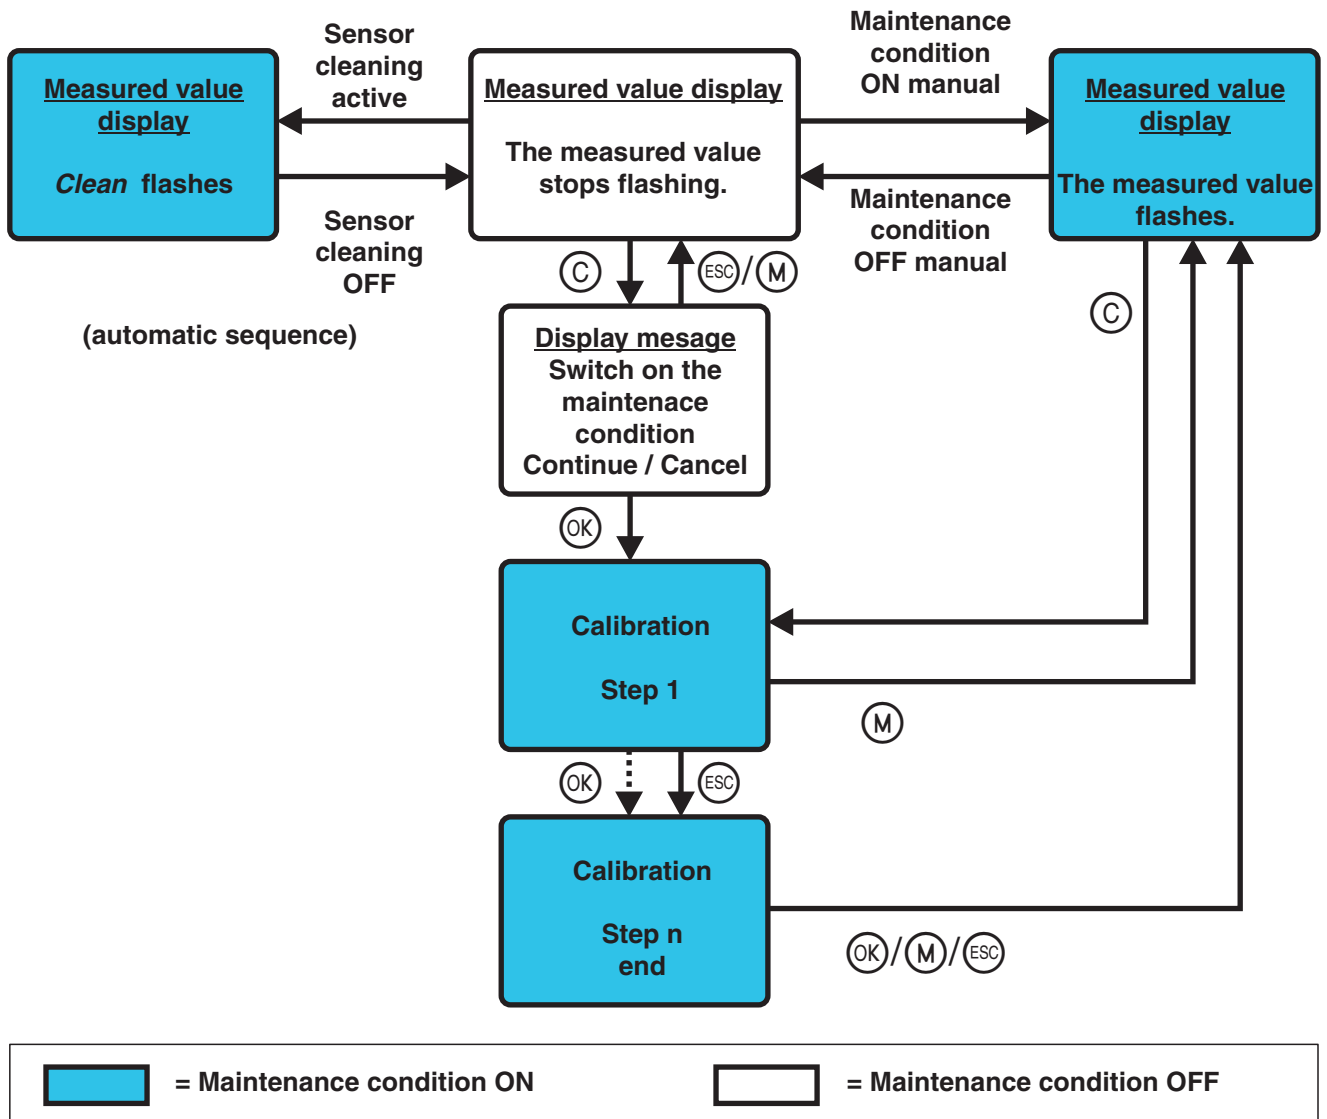 Sensor
cleaning
active
Maintenance
condition
ON manual
Measured value
display
Clean flashes
Measured value display
The measured value
stops flashing.
Measured value
display
The measured value
flashes.
Sensor
cleaning
OFF
Maintenance
condition
OFF manual
(automatic sequence)
C
ESC/M
C
Display mesage
Switch on the
maintenace
condition
Continue / Cancel
OK
Calibration
Step 1
M
OK
ESC
Calibration
Step n
end
OK/M/ESC
= Maintenance condition ON
= Maintenance condition OFF